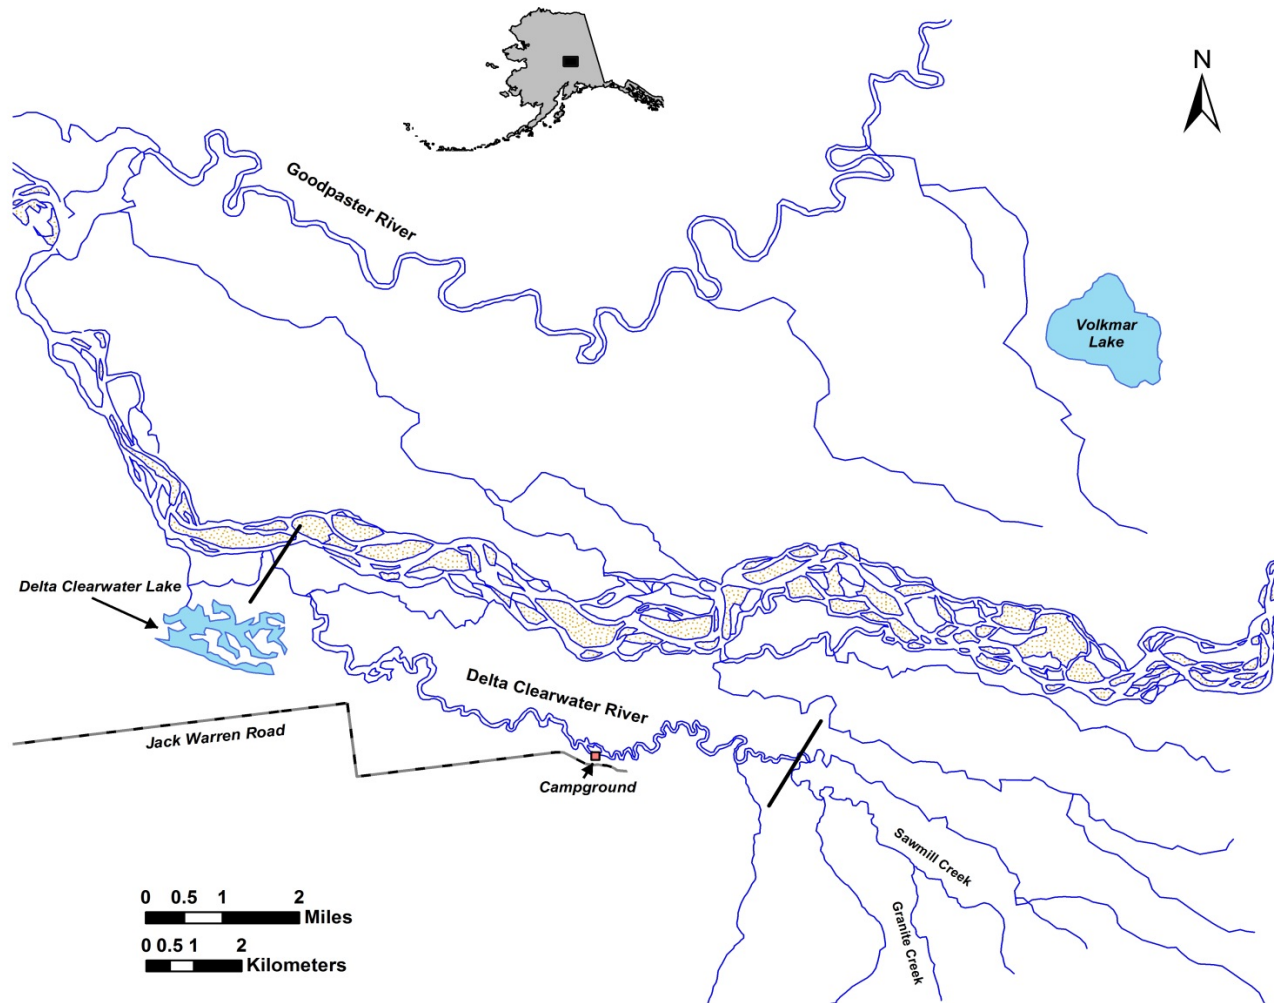 N
Goodpaster River
Volkmar
Lake
Delta Clearwater Lake
Delta Clearwater River
Jack Warren Road
Campground
Sawmill Creek
Granite Creek
0 0.5 1 2
Miles
0 0.5 1 2
Kilometers